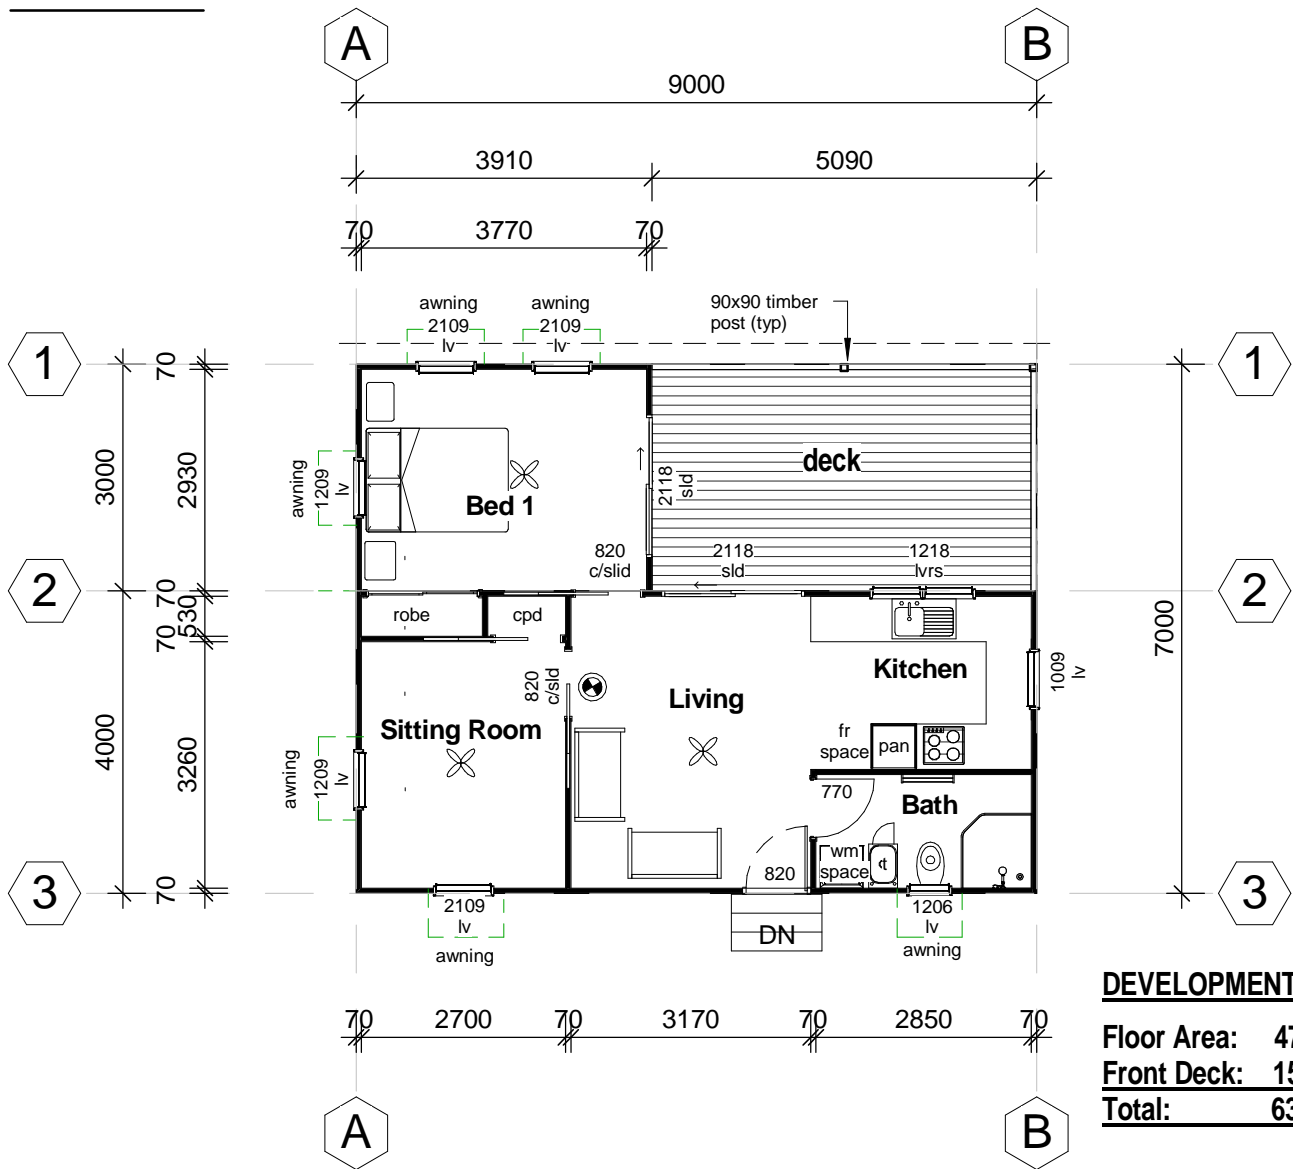 A
B
9000
3910
5090
70
3770
70
awning
2109
lv
awning
2109
lv
90x90 timber
post (typ)
1
1
70
3000
2930
awning
1209
lv
Bed 1
deck
2118
sld
820
c/slid
2118
sld
1218
lvrs
2
2
70
530
70
robe
cpd
7000
820
c/sld
Kitchen
1009
lv
Living
Sitting Room
fr
space
pan
4000
3260
awning
1209
lv
770
Bath
wm
space
ct
820
3
3
70
2109
lv
awning
DN
1206
lv
awning
70
2700
70
3170
70
2850
70
DEVELOPMENT
Floor Area: 47
Front Deck: 15
Total: 63
A
B